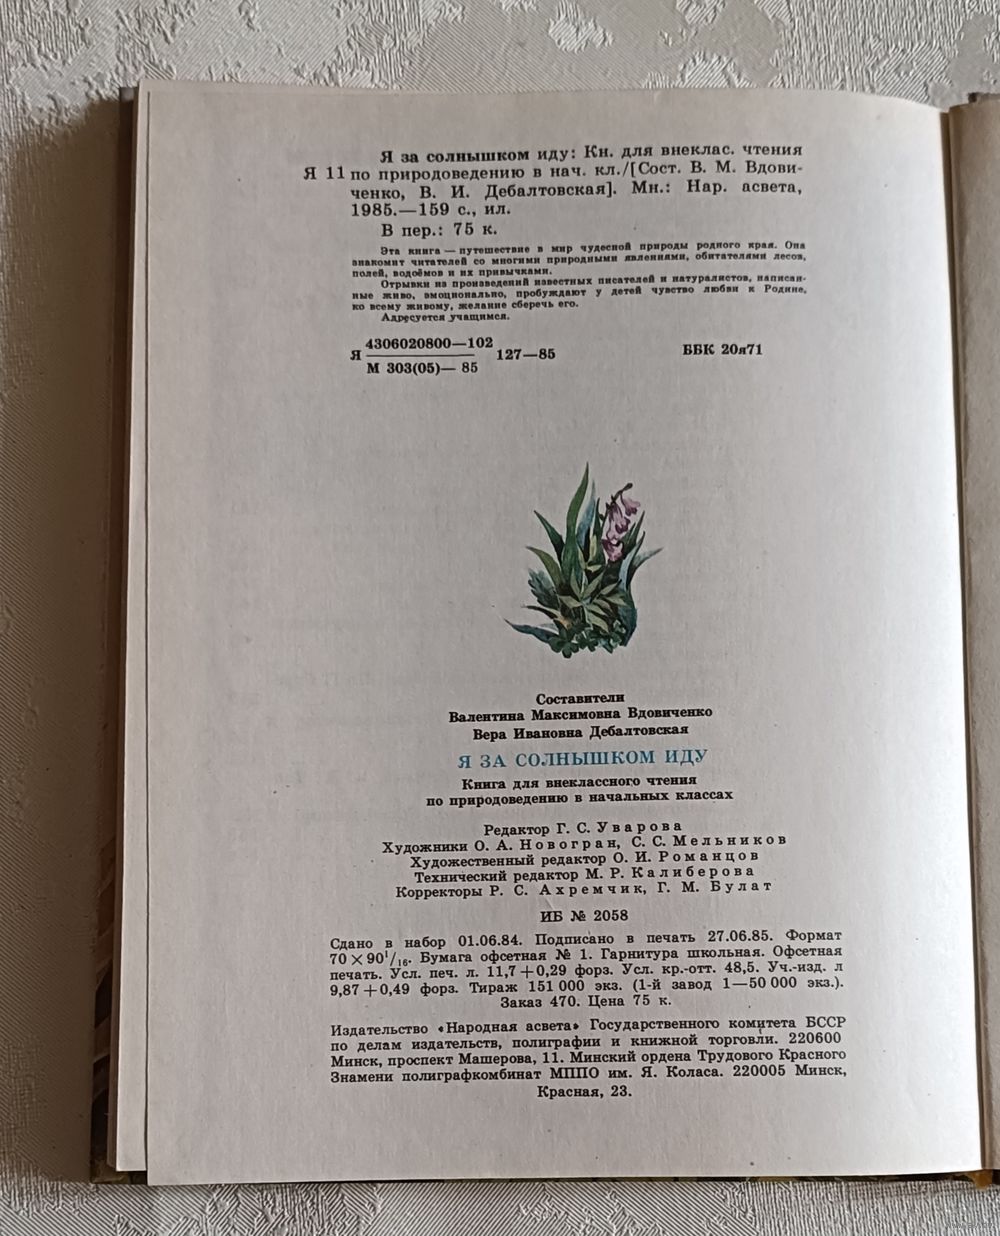 Я за солнышком иду: Кн. для внеклас. чтения
Я 11 по природоведению в нач. кл./[Сост. В. М. Вдови-
ченко, В. И. Дебалтовская]. Мн.: Нар. асвета,
1985.—159 с., ил.
В пер.: 75 к.
Эта книга — путешествие в мир чудесной природы родного края. Она
знакомит читателей со многими природными явлениями, обитателями лесов,
полей, водоёмов и их привычками.
Отрывки из произведений известных писателей и натуралистов, написан-
ные живо, эмоционально, пробуждают у детей чувство любви к Родине,
ко всему живому, желание сберечь его.
Адресуется учащимся.
4306020800—102
Я 127—85 ББК 20я71
М 303(05)— 85
Составители
Валентина Максимовна Вдовиченко
Вера Ивановна Дебалтовская
Я ЗА СОЛНЫШКОМ ИДУ
Книга для внеклассного чтения
по природоведению в начальных классах
Редактор Г. С. Уварова
Художники О. А. Новогран, С. С. Мельников
Художественный редактор О. И. Романцов
Технический редактор М. Р. Калиберова
Корректоры Р. С. Ахремчик, Г. М. Булат
ИБ № 2058
Сдано в набор 01.06.84. Подписано в печать 27.06.85. Формат
70×90¹/₁₆. Бумага офсетная № 1. Гарнитура школьная. Офсетная
печать. Усл. печ. л. 11,7+0,29 форз. Усл. кр.-отт. 48,5. Уч.-изд. л
9,87+0,49 форз. Тираж 151 000 экз. (1-й завод 1—50 000 экз.).
Заказ 470. Цена 75 к.
Издательство «Народная асвета» Государственного комитета БССР
по делам издательств, полиграфии и книжной торговли. 220600
Минск, проспект Машерова, 11. Минский ордена Трудового Красного
Знамени полиграфкомбинат МППО им. Я. Коласа. 220005 Минск,
Красная, 23.